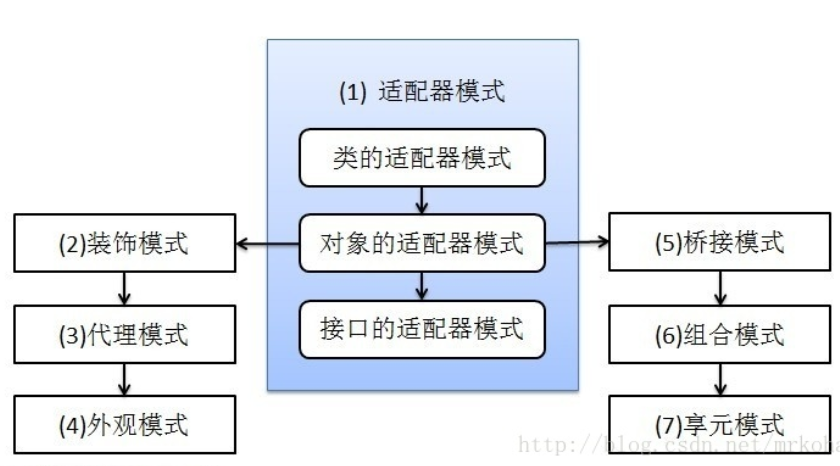 (1) 适配器模式
类的适配器模式
(2)装饰模式
对象的适配器模式
(5)桥接模式
(3)代理模式
接口的适配器模式
(6)组合模式
(4)外观模式
(7)享元模式
http://blog.csdn.net/mrkoha